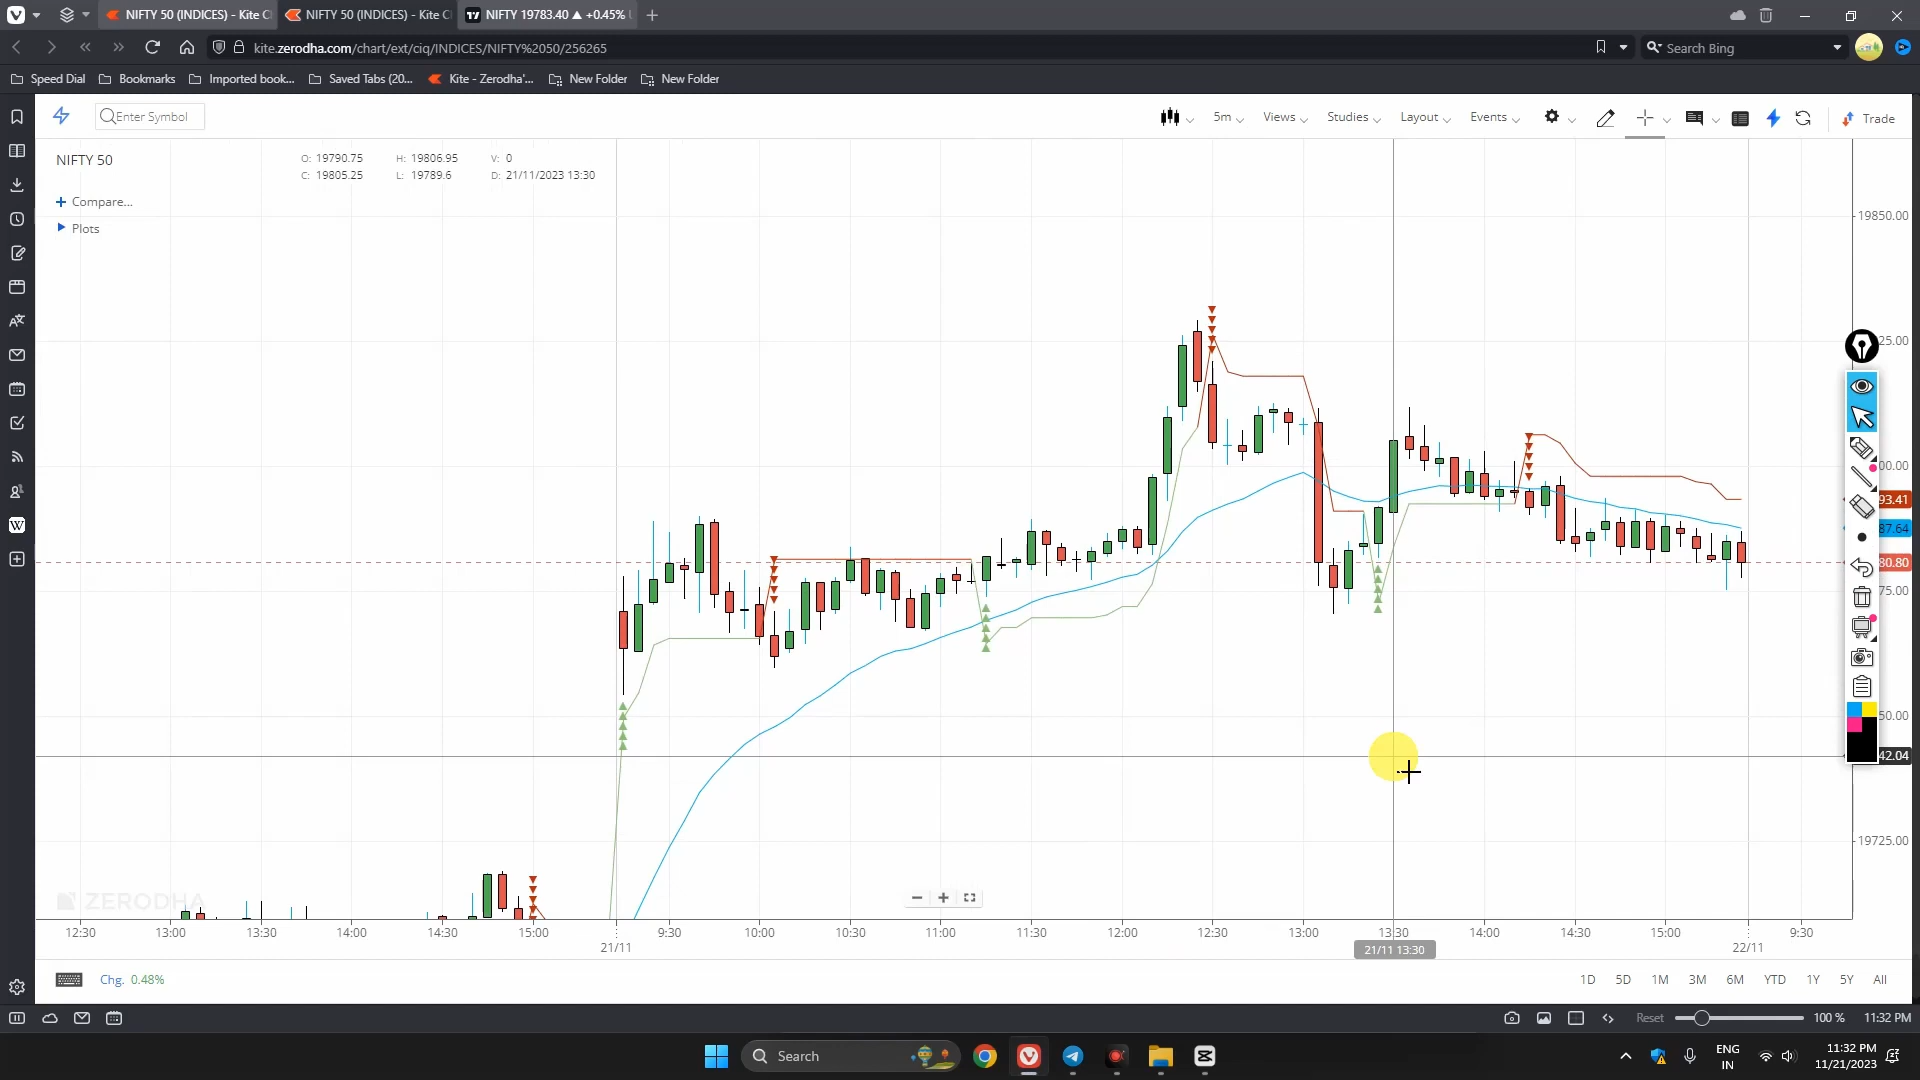 NIFTY 50 (INDICES) - Kite C
NIFTY 50 (INDICES) - Kite C
NIFTY 19783.40 ▲ +0.45%
kite.zerodha.com/chart/ext/ciq/INDICES/NIFTY%2050/256265
Search Bing
Speed Dial
Bookmarks
Imported book...
Saved Tabs (20...
Kite - Zerodha'...
New Folder
New Folder
Enter Symbol
5m
Views
Studies
Layout
Events
Trade
NIFTY 50
O: 19790.75 H: 19806.95 V: 0
C: 19805.25 L: 19789.6 D: 21/11/2023 13:30
+ Compare...
Plots
19850.00
25.00
00.00
93.41
87.64
80.80
75.00
50.00
42.04
19725.00
ZERODHA
12:30 13:00 13:30 14:00 14:30 15:00 9:30 10:00 10:30 11:00 11:30 12:00 12:30 13:00 13:30 14:00 14:30 15:00 9:30
21/11 22/11
21/11 13:30
Chg. 0.48%
1D 5D 1M 3M 6M YTD 1Y 5Y All
Reset 100 % 11:32 PM
Search
ENG
IN
11:32 PM
11/21/2023